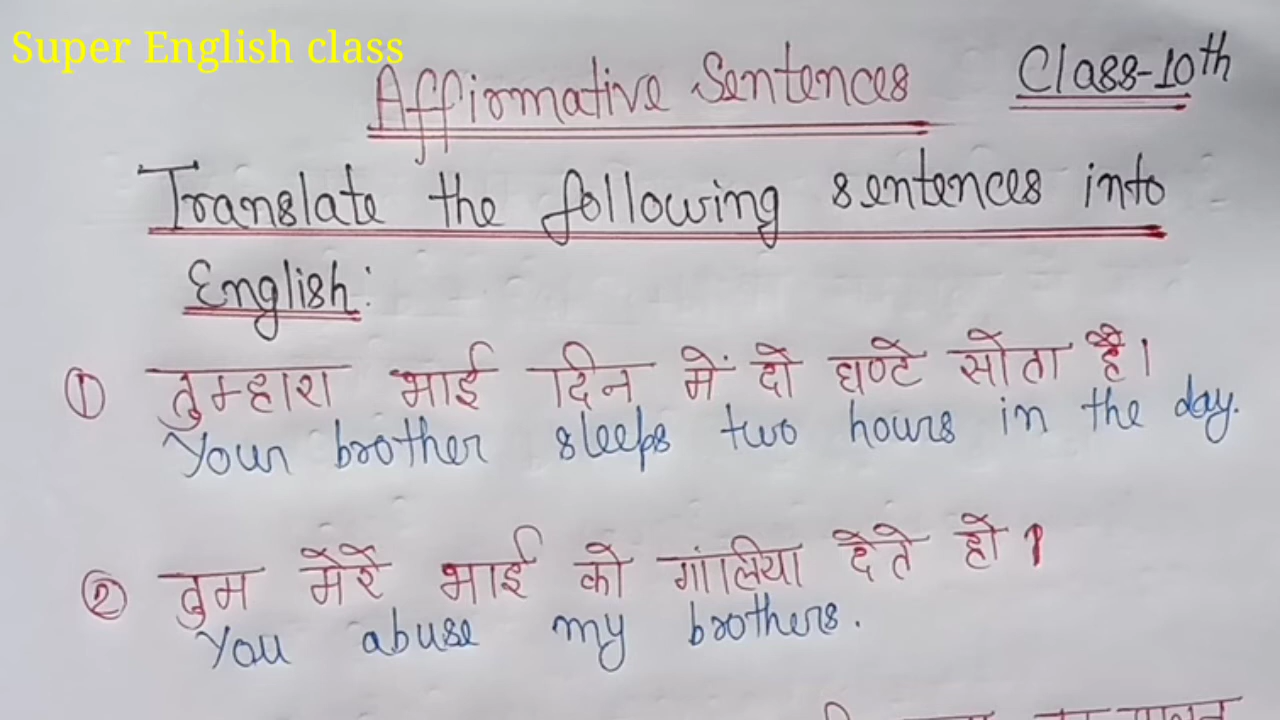 Super English class
Affirmative Sentences Class-10th
Translate the following sentences into
English:
① तुम्हारा भाई दिन में दो घण्टे सोता है।
Your brother sleeps two hours in the day.
② तुम मेरे भाई को गांलिया देते हो।
You abuse my brothers.